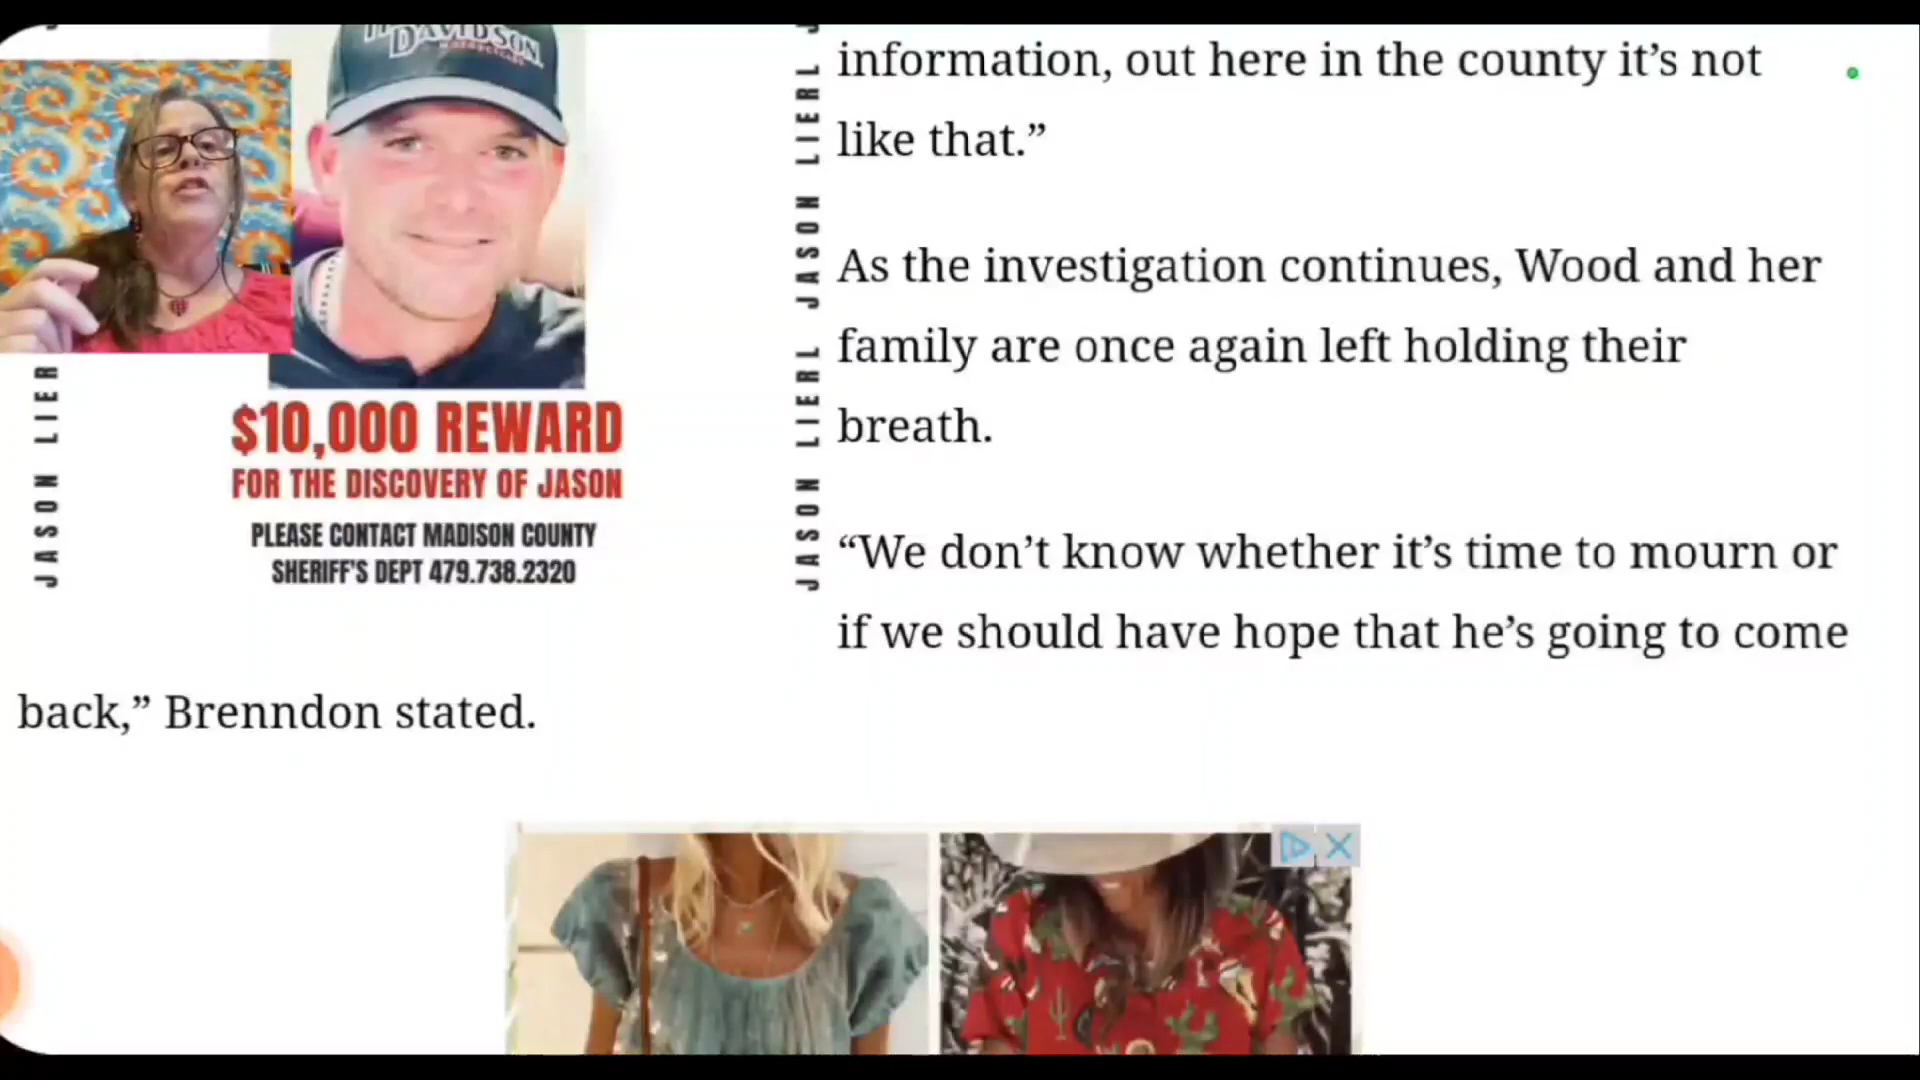 DAVIDSON
JASON LIER
$10,000 REWARD
FOR THE DISCOVERY OF JASON
PLEASE CONTACT MADISON COUNTY
SHERIFF'S DEPT 479.738.2320
JASON LIERL JASON LIERL J
information, out here in the county it’s not
like that.”
As the investigation continues, Wood and her
family are once again left holding their
breath.
“We don’t know whether it’s time to mourn or
if we should have hope that he’s going to come
back,” Brenndon stated.